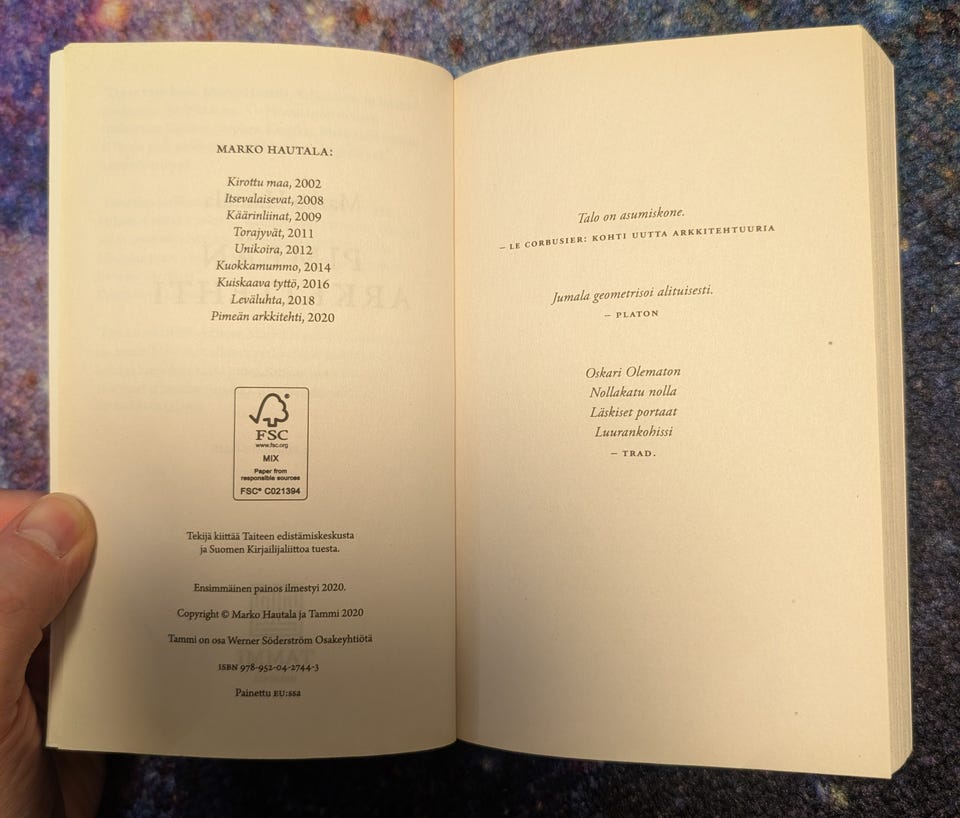 MARKO HAUTALA:
Kirottu maa, 2002
Itsevalaisevat, 2008
Käärinliinat, 2009
Torajyvät, 2011
Unikoira, 2012
Kuokkamummo, 2014
Kuiskaava tyttö, 2016
Leväluhta, 2018
Pimeän arkkitehti, 2020
FSC
www.fsc.org
MIX
Paper from
responsible sources
FSC® C021394
Tekijä kiittää Taiteen edistämiskeskusta
ja Suomen Kirjailijaliittoa tuesta.
Ensimmäinen painos ilmestyi 2020.
Copyright © Marko Hautala ja Tammi 2020
Tammi on osa Werner Söderström Osakeyhtiötä
ISBN 978-952-04-2744-3
Painettu EU:ssa
Talo on asumiskone.
– LE CORBUSIER: KOHTI UUTTA ARKKITEHTUURIA
Jumala geometrisoi alituisesti.
– PLATON
Oskari Olematon
Nollakatu nolla
Läskiset portaat
Luurankohissi
– TRAD.